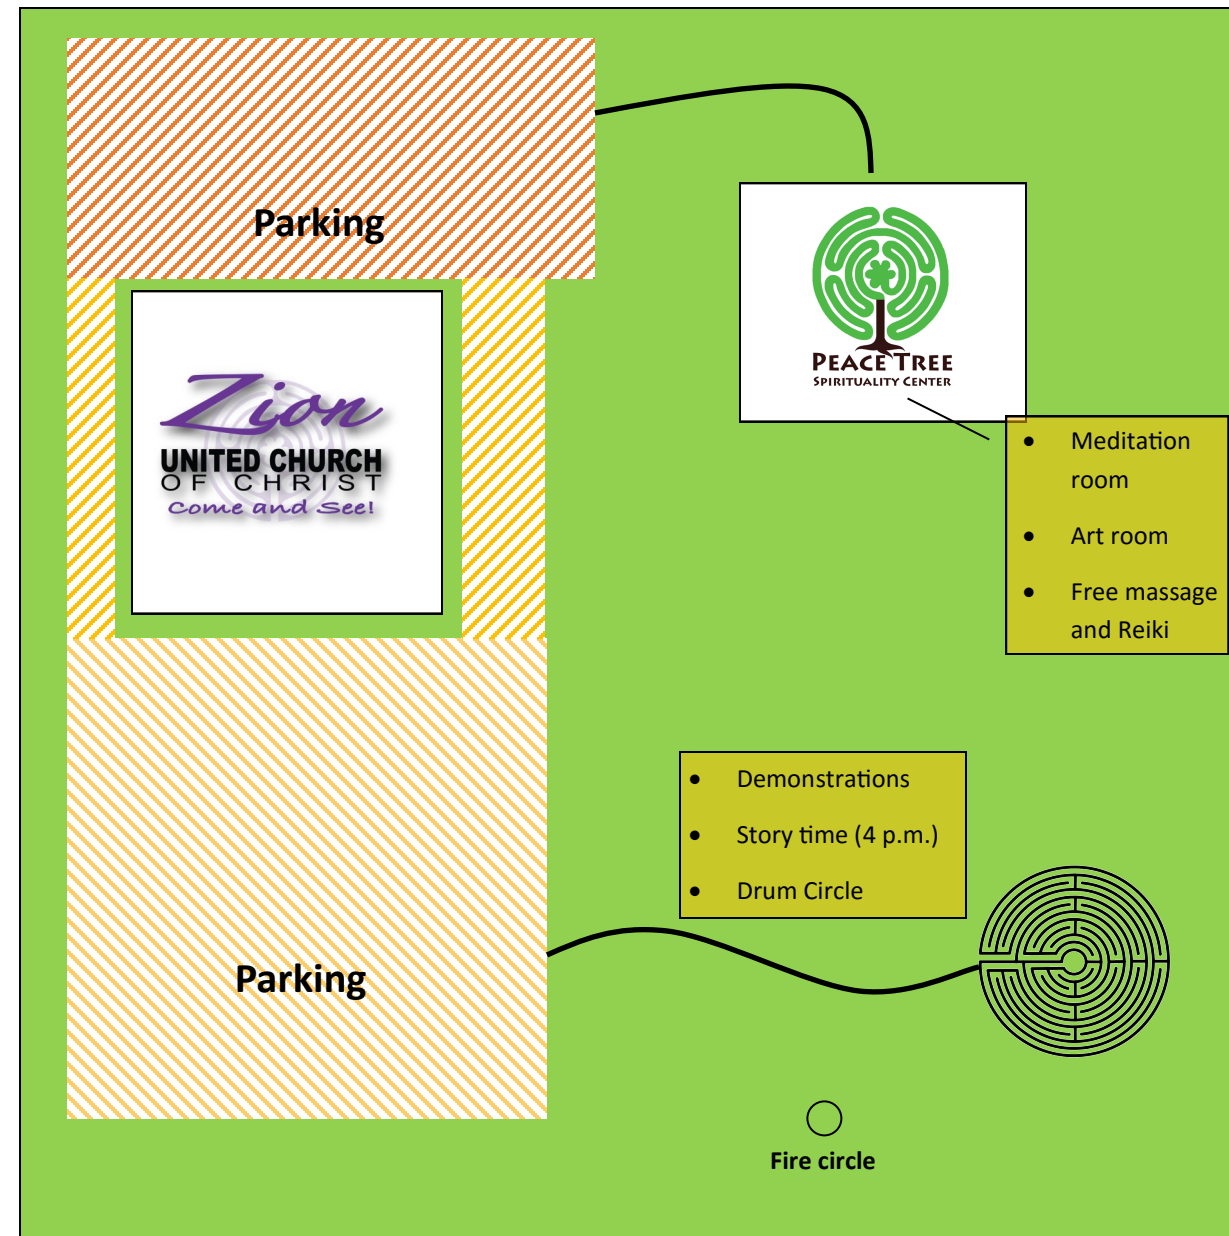 Parking
Zion
UNITED CHURCH
OF CHRIST
Come and See!
PEACE TREE
SPIRITUALITY CENTER
• Meditation
room
• Art room
• Free massage
and Reiki
• Demonstrations
• Story time (4 p.m.)
• Drum Circle
Parking
Fire circle